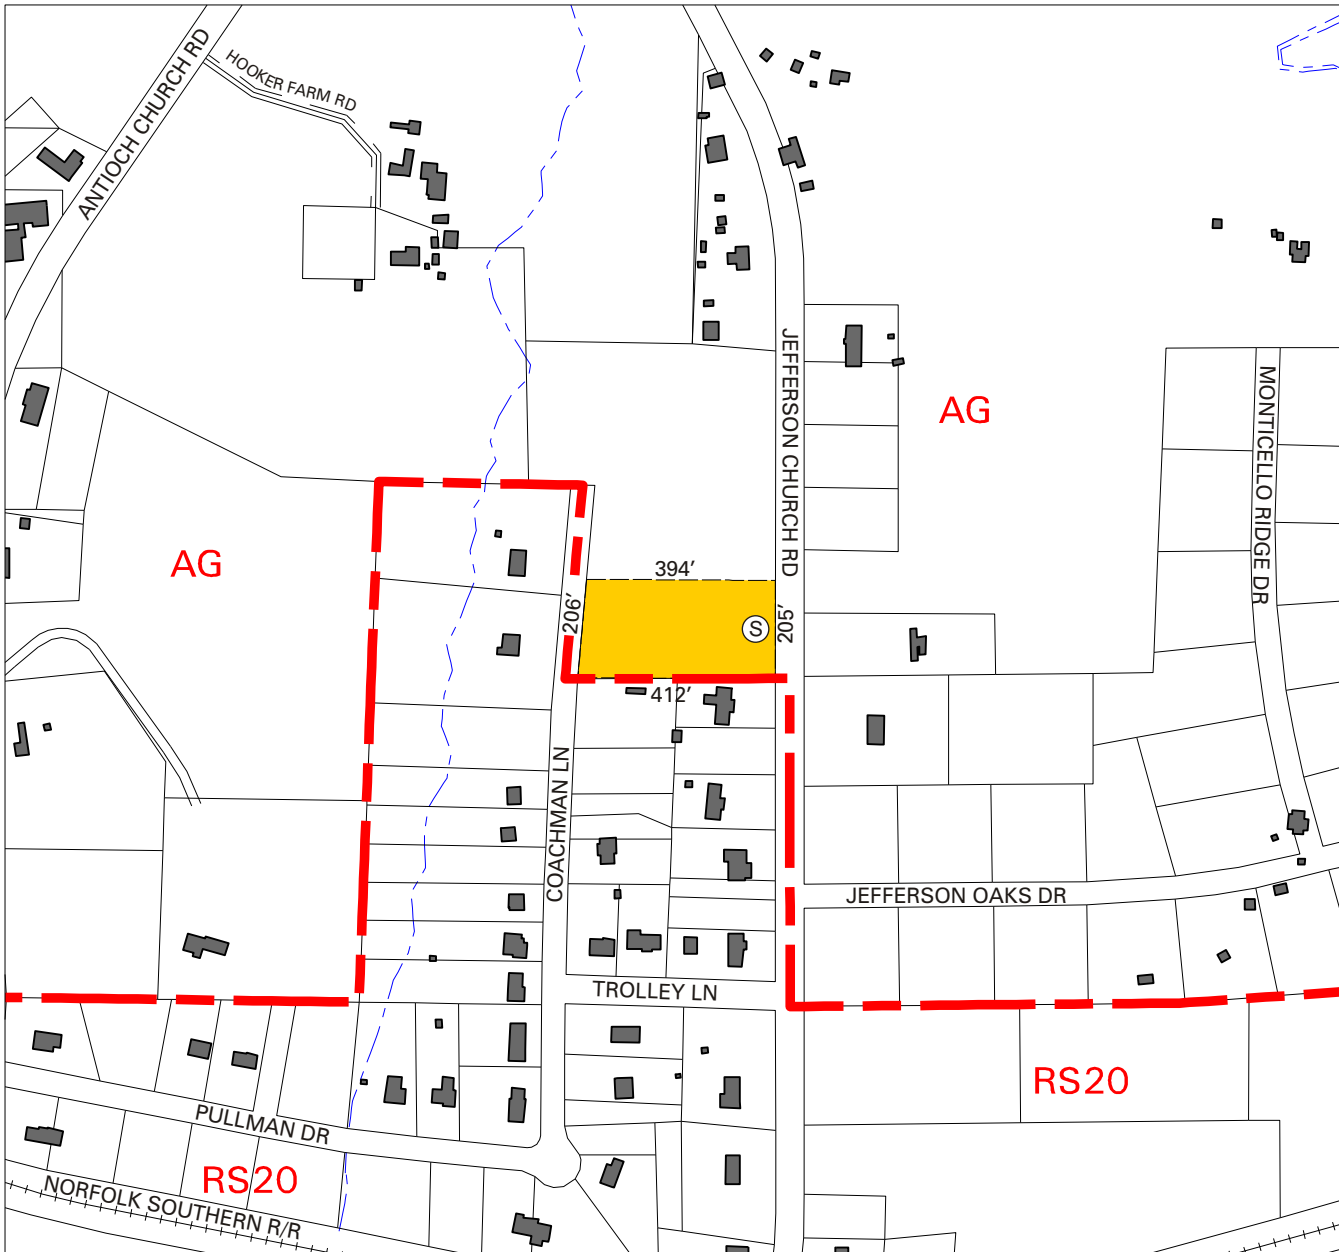 HOOKER FARM RD
ANTIOCH CHURCH RD
JEFFERSON CHURCH RD
MONTICELLO RIDGE DR
AG
AG
394’
206’
S
205’
412’
COACHMAN LN
JEFFERSON OAKS DR
TROLLEY LN
RS20
PULLMAN DR
RS20
NORFOLK SOUTHERN R/R